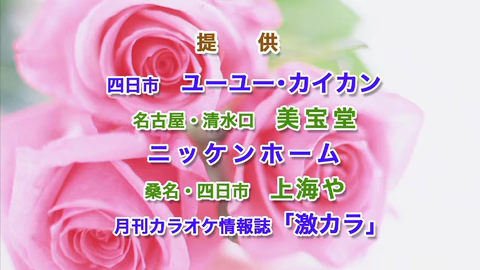 提　供
四日市　ユーユー・カイカン
名古屋・清水口　美宝堂
ニッケンホーム
桑名・四日市　上海や
月刊カラオケ情報誌「激カラ」